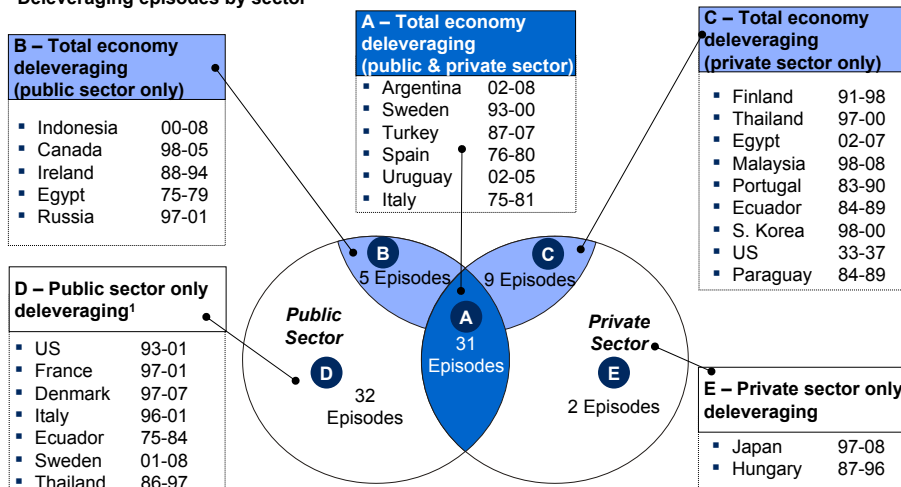 Deleveraging episodes by sector
B – Total economy
deleveraging
(public sector only)
▪ Indonesia 00-08
▪ Canada 98-05
▪ Ireland 88-94
▪ Egypt 75-79
▪ Russia 97-01
A – Total economy
deleveraging
(public & private sector)
▪ Argentina 02-08
▪ Sweden 93-00
▪ Turkey 87-07
▪ Spain 76-80
▪ Uruguay 02-05
▪ Italy 75-81
C – Total economy
deleveraging
(private sector only)
▪ Finland 91-98
▪ Thailand 97-00
▪ Egypt 02-07
▪ Malaysia 98-08
▪ Portugal 83-90
▪ Ecuador 84-89
▪ S. Korea 98-00
▪ US 33-37
▪ Paraguay 84-89
B
5 Episodes
C
9 Episodes
Public
Sector
A
31
Episodes
Private
Sector
D
32
Episodes
E
2 Episodes
D – Public sector only
deleveraging¹
▪ US 93-01
▪ France 97-01
▪ Denmark 97-07
▪ Italy 96-01
▪ Ecuador 75-84
▪ Sweden 01-08
▪ Thailand 86-97
E – Private sector only
deleveraging
▪ Japan 97-08
▪ Hungary 87-96